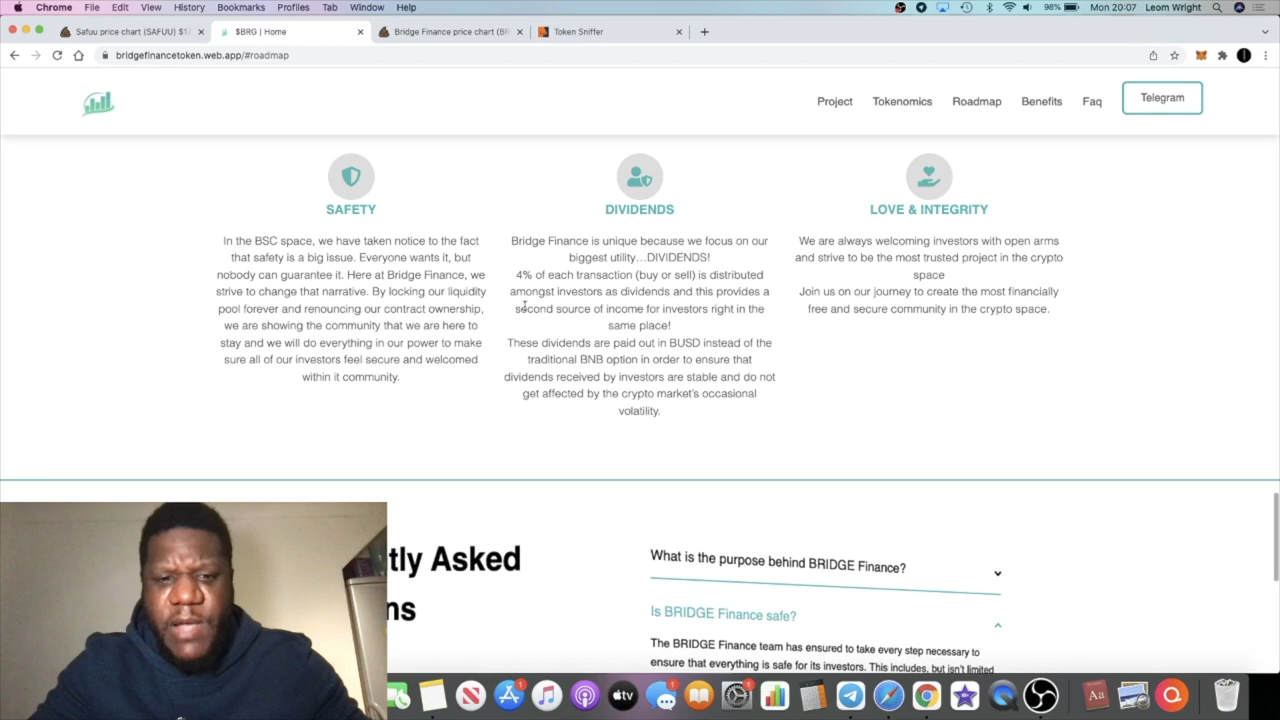 Chrome File Edit View History Bookmarks Profiles Tab Window Help 98% Mon 20:07 Leom Wright
Safuu price chart (SAFUU) $1
$BRG | Home
Bridge Finance price chart (BR
Token Sniffer
bridgefinancetoken.web.app/#roadmap
Project Tokenomics Roadmap Benefits Faq Telegram
SAFETY
In the BSC space, we have taken notice to the fact
that safety is a big issue. Everyone wants it, but
nobody can guarantee it. Here at Bridge Finance, we
strive to change that narrative. By locking our liquidity
pool forever and renouncing our contract ownership,
we are showing the community that we are here to
stay and we will do everything in our power to make
sure all of our investors feel secure and welcomed
within it community.
DIVIDENDS
Bridge Finance is unique because we focus on our
biggest utility...DIVIDENDS!
4% of each transaction (buy or sell) is distributed
amongst investors as dividends and this provides a
second source of income for investors right in the
same place!
These dividends are paid out in BUSD instead of the
traditional BNB option in order to ensure that
dividends received by investors are stable and do not
get affected by the crypto market's occasional
volatility.
LOVE & INTEGRITY
We are always welcoming investors with open arms
and strive to be the most trusted project in the crypto
space
Join us on our journey to create the most financially
free and secure community in the crypto space.
tly Asked
ns
What is the purpose behind BRIDGE Finance?
Is BRIDGE Finance safe?
The BRIDGE Finance team has ensured to take every step necessary to
ensure that everything is safe for its investors. This includes, but isn't limited
tv
Aa